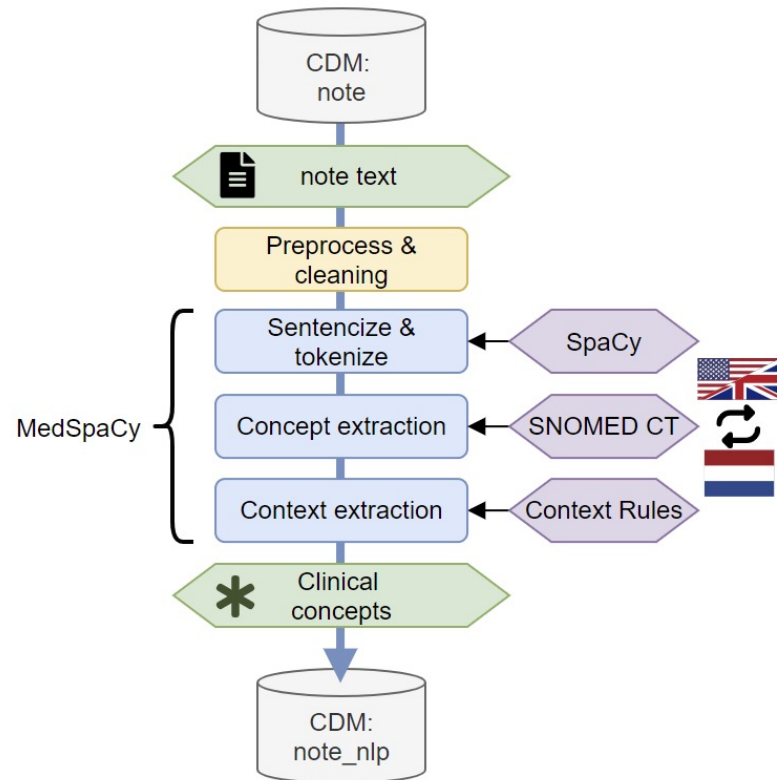 CDM:
note
note text
Preprocess &
cleaning
Sentencize &
tokenize
SpaCy
MedSpaCy
Concept extraction
SNOMED CT
Context extraction
Context Rules
Clinical
concepts
CDM:
note_nlp